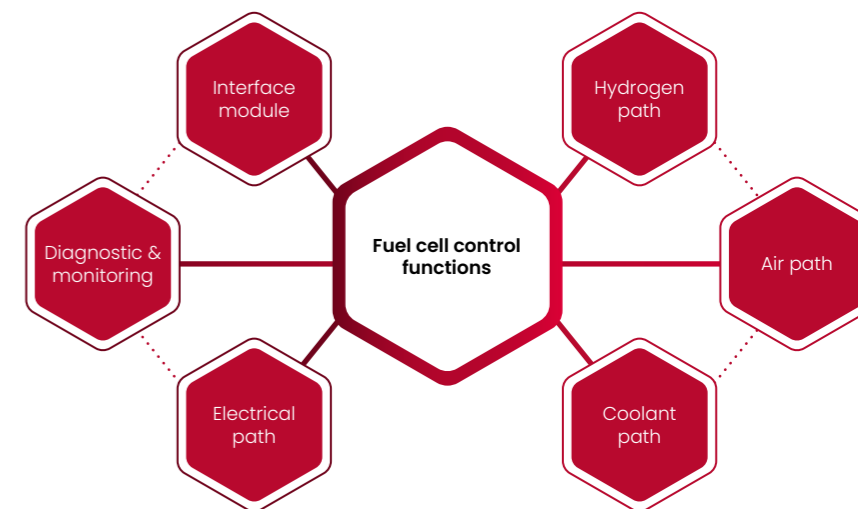 Interface
module
Hydrogen
path
Diagnostic &
monitoring
Fuel cell control
functions
Air path
Electrical
path
Coolant
path